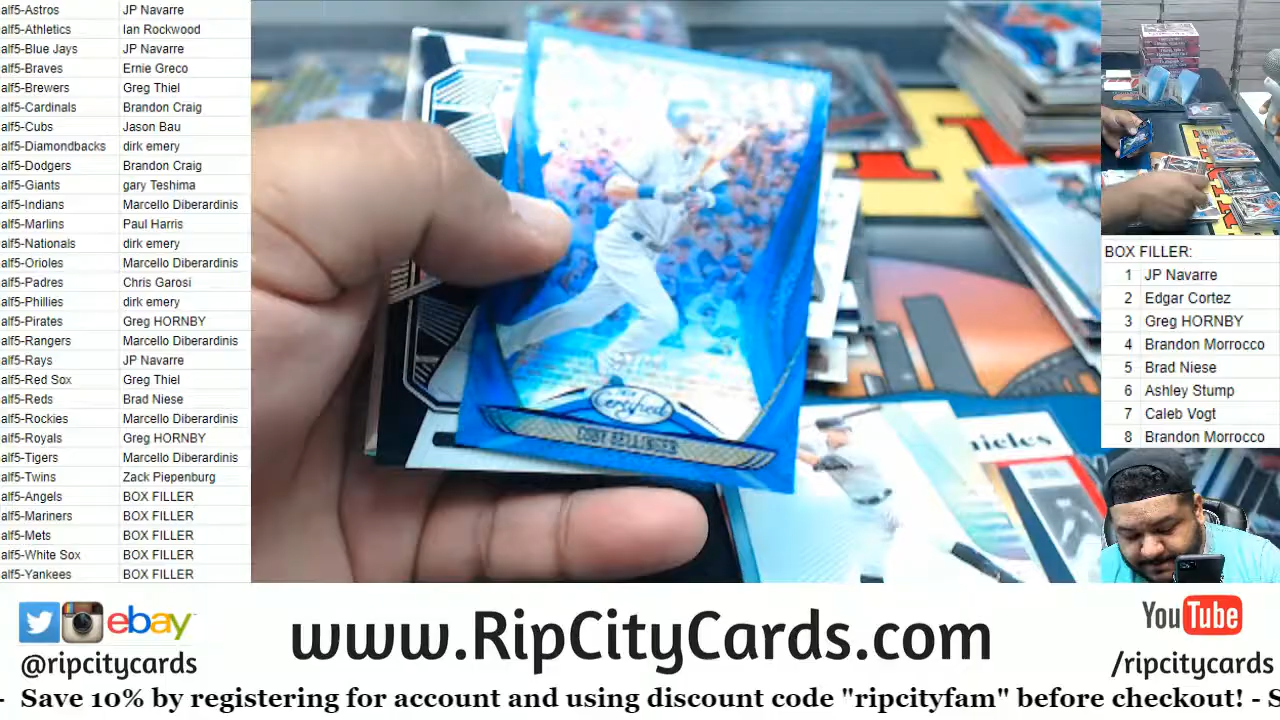 alf5-Astros JP Navarre
alf5-Athletics Ian Rockwood
alf5-Blue Jays JP Navarre
alf5-Braves Ernie Greco
alf5-Brewers Greg Thiel
alf5-Cardinals Brandon Craig
alf5-Cubs Jason Bau
alf5-Diamondbacks dirk emery
alf5-Dodgers Brandon Craig
alf5-Giants gary Teshima
alf5-Indians Marcello Diberardinis
alf5-Marlins Paul Harris
alf5-Nationals dirk emery
alf5-Orioles Marcello Diberardinis
alf5-Padres Chris Garosi
alf5-Phillies dirk emery
alf5-Pirates Greg HORNBY
alf5-Rangers Marcello Diberardinis
alf5-Rays JP Navarre
alf5-Red Sox Greg Thiel
alf5-Reds Brad Niese
alf5-Rockies Marcello Diberardinis
alf5-Royals Greg HORNBY
alf5-Tigers Marcello Diberardinis
alf5-Twins Zack Piepenburg
alf5-Angels BOX FILLER
alf5-Mariners BOX FILLER
alf5-Mets BOX FILLER
alf5-White Sox BOX FILLER
alf5-Yankees BOX FILLER
Certified
CODY BELLINGER
BOX FILLER:
1 JP Navarre
2 Edgar Cortez
3 Greg HORNBY
4 Brandon Morrocco
5 Brad Niese
6 Ashley Stump
7 Caleb Vogt
8 Brandon Morrocco
ebay
@ripcitycards
www.RipCityCards.com
YouTube
/ripcitycards
- Save 10% by registering for account and using discount code "ripcityfam" before checkout! - S